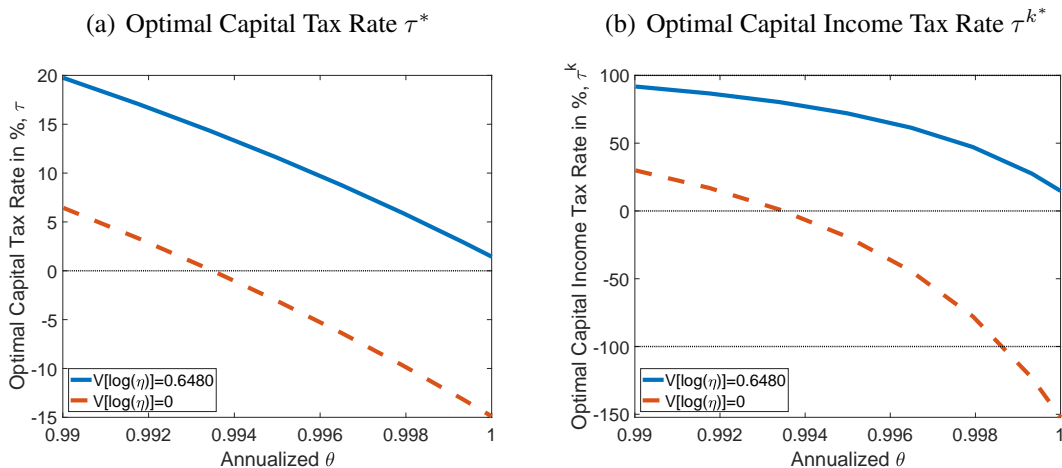 (a) Optimal Capital Tax Rate τ*
Optimal Capital Tax Rate in %, τ
20
15
10
5
0
-5
-10
-15
V[log(η)]=0.6480
V[log(η)]=0
0.99 0.992 0.994 0.996 0.998 1
Annualized θ
(b) Optimal Capital Income Tax Rate τ^k*
Optimal Capital Income Tax Rate in %, τ^k
100
50
0
-50
-100
-150
V[log(η)]=0.6480
V[log(η)]=0
0.99 0.992 0.994 0.996 0.998 1
Annualized θ